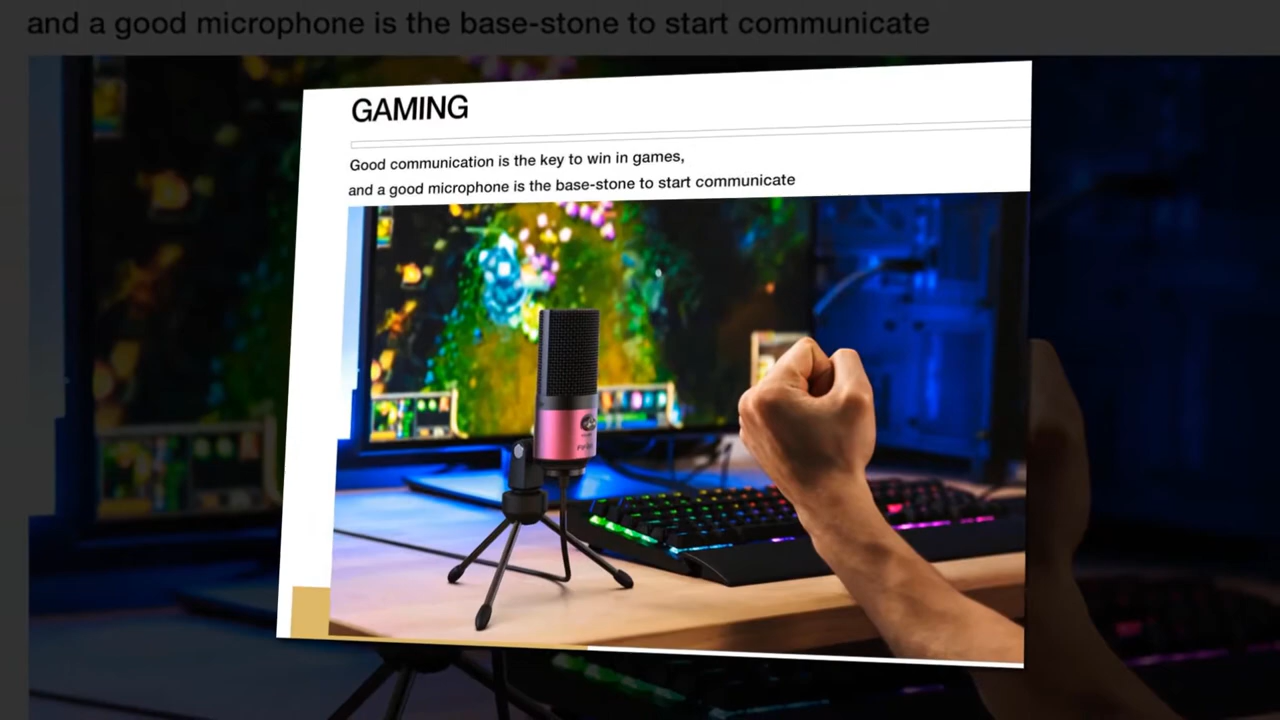 and a good microphone is the base-stone to start communicate
GAMING
Good communication is the key to win in games,
and a good microphone is the base-stone to start communicate